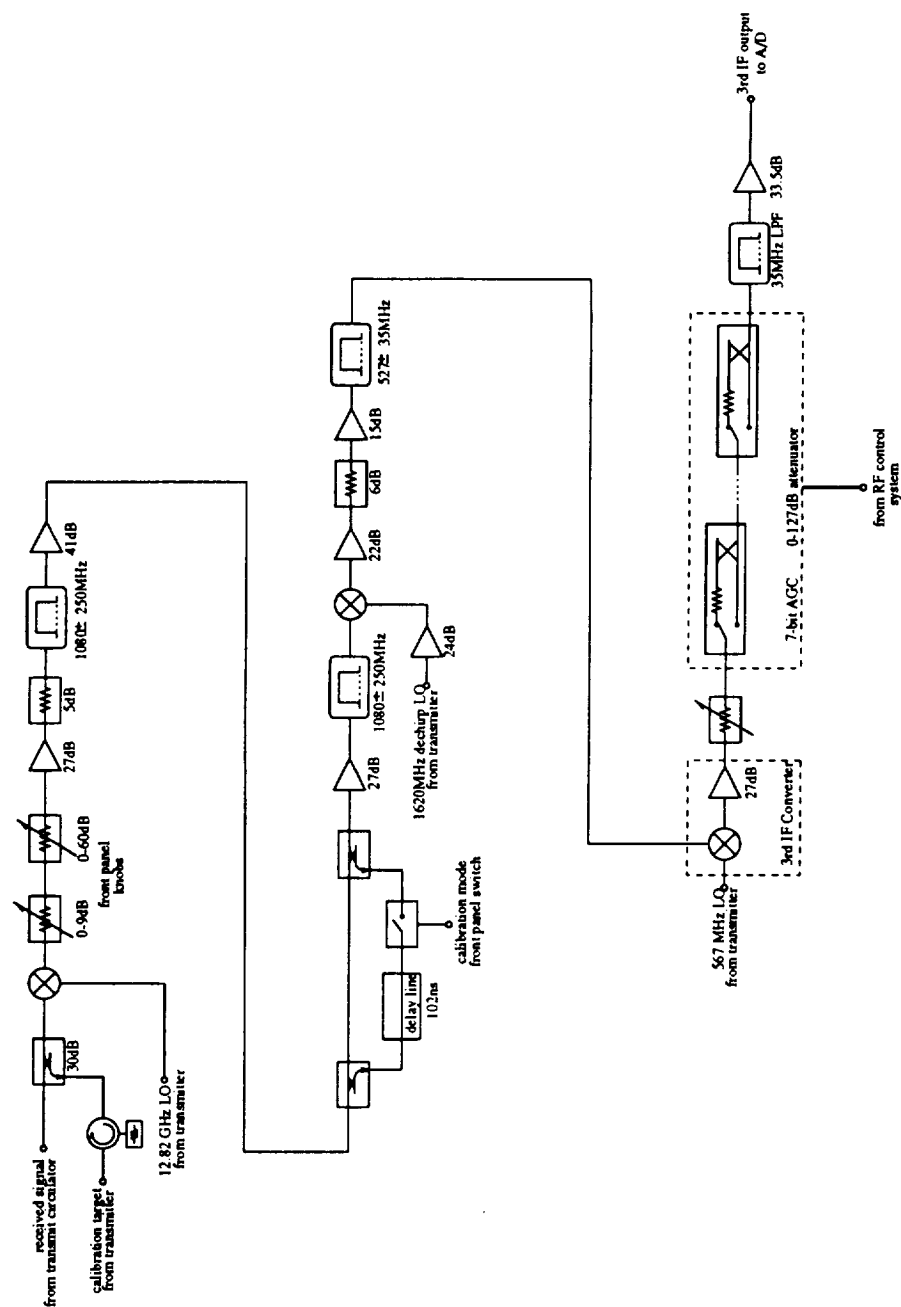 received signal
from transmit circulator
calibration target
from transmitter
12.82 GHz LO
from transmitter
30dB
0-9dB
0-60dB
front panel
knobs
27dB
5dB
1080± 250MHz
41dB
delay line
102ns
calibration mode
front panel switch
27dB
1080± 250MHz
1620MHz dechirp LO
from transmitter
24dB
22dB
6dB
15dB
527± 35MHz
567 MHz LO
from transmitter
3rd IF Converter
27dB
7-bit AGC
0-127dB attenuator
from RF control
system
35MHz LPF
33.5dB
3rd IF output
to A/D